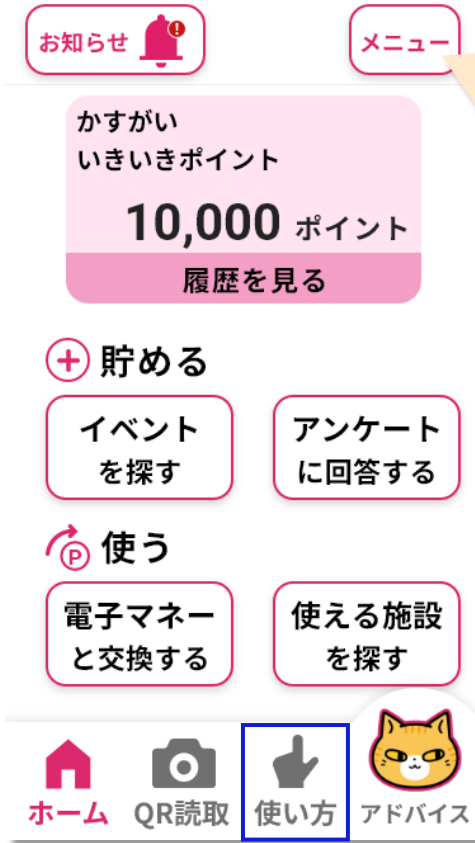 お知らせ
メニュー
かすがい
いきいきポイント
10,000 ポイント
履歴を見る
貯める
イベント
を探す
アンケート
に回答する
P 使う
電子マネー
と交換する
使える施設
を探す
ホーム
QR読取
使い方
アドバイス